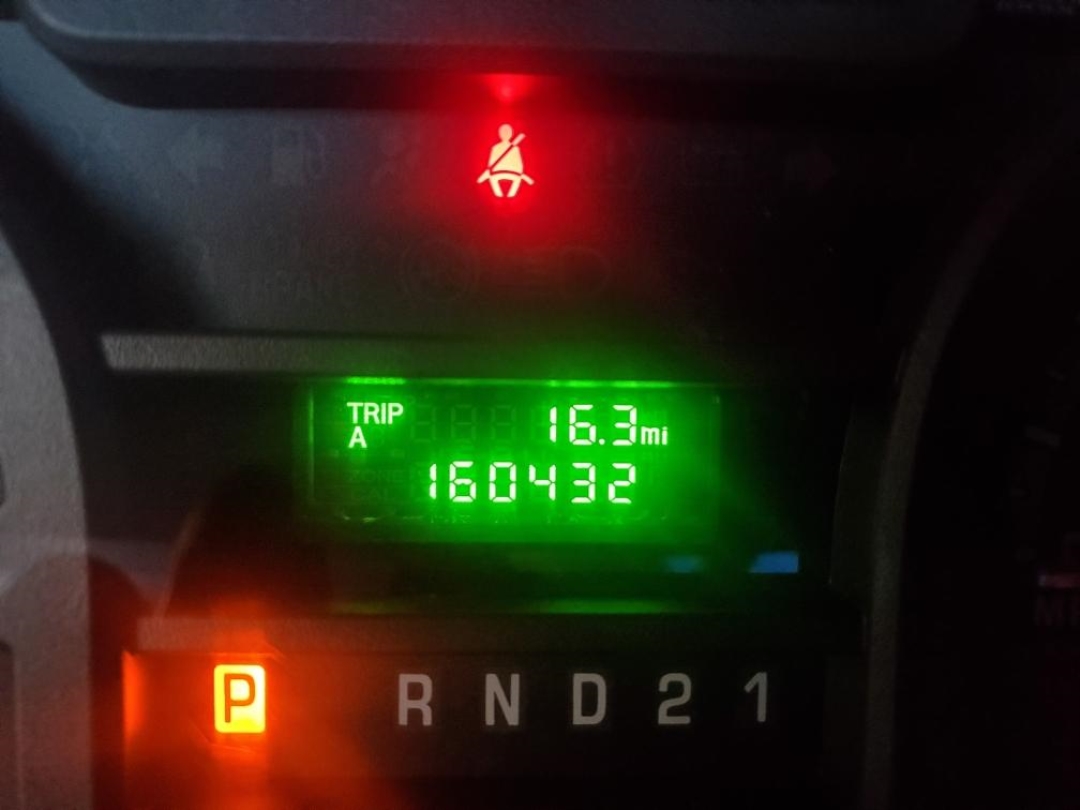 TRIP 16.3mi
A
160432
P R N D 2 1